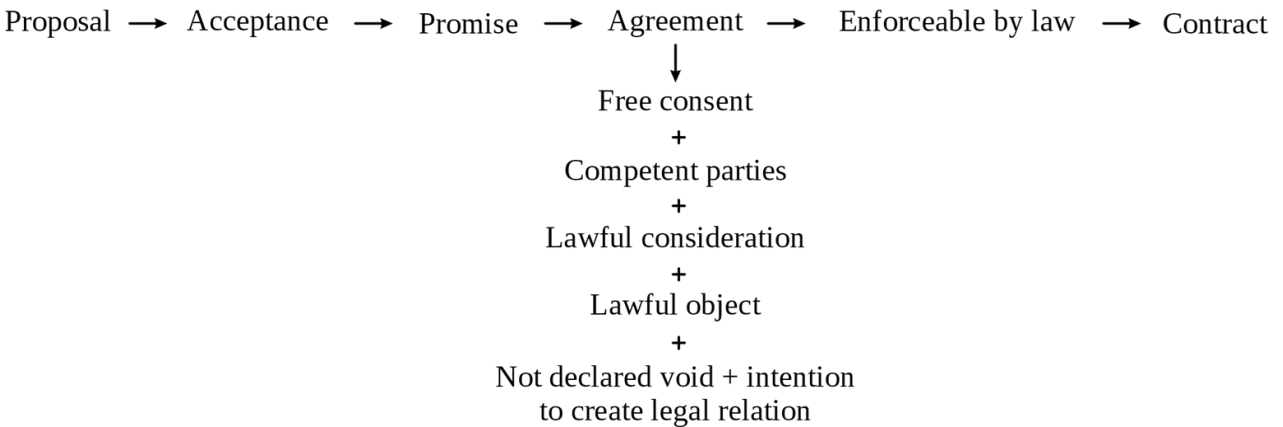 Proposal → Acceptance → Promise → Agreement → Enforceable by law → Contract
↓
Free consent
+
Competent parties
+
Lawful consideration
+
Lawful object
+
Not declared void + intention
to create legal relation